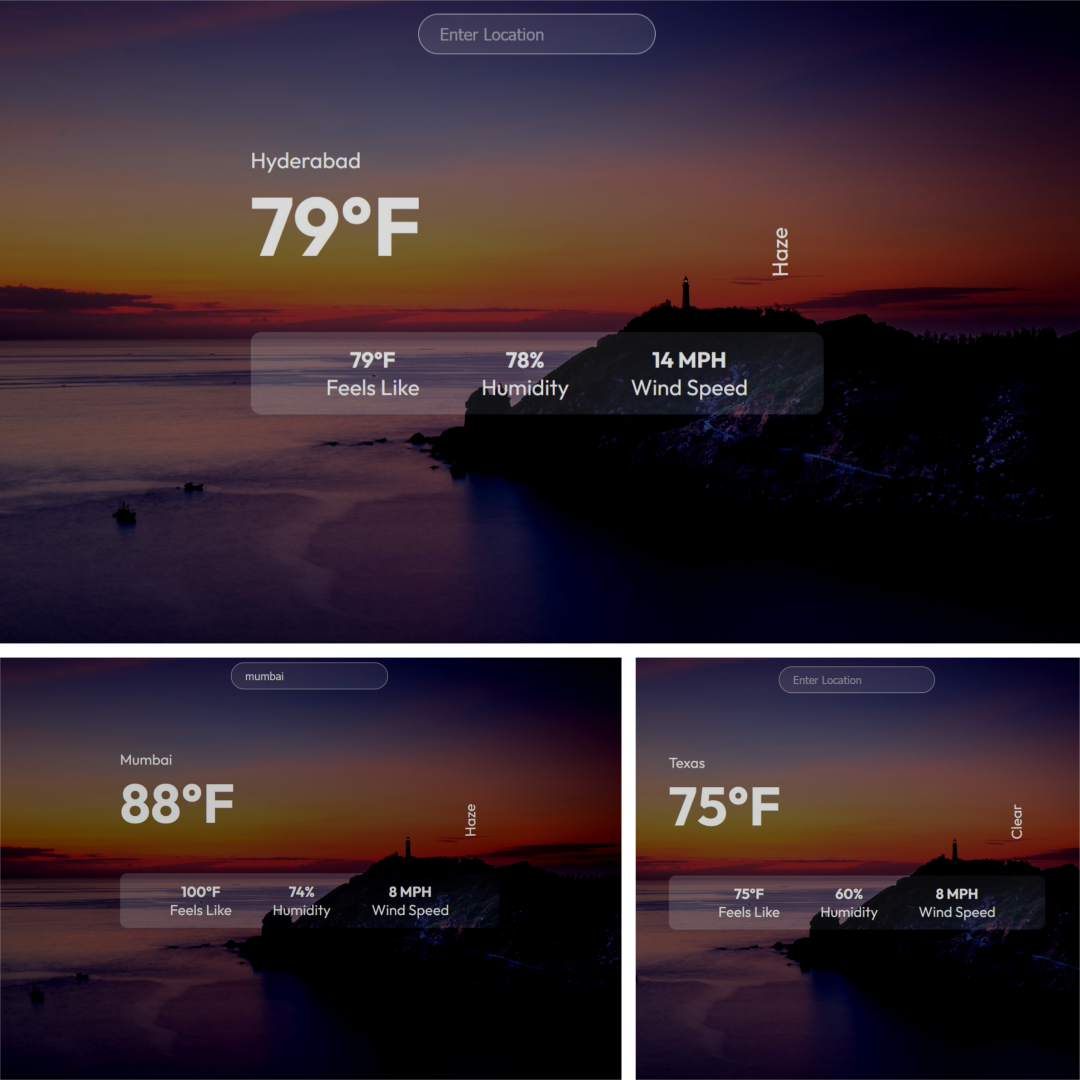 Enter Location
Hyderabad
79°F
Haze
79°F 78% 14 MPH
Feels Like Humidity Wind Speed
mumbai
Mumbai
88°F
Haze
100°F 74% 8 MPH
Feels Like Humidity Wind Speed
Enter Location
Texas
75°F
Clear
75°F 60% 8 MPH
Feels Like Humidity Wind Speed